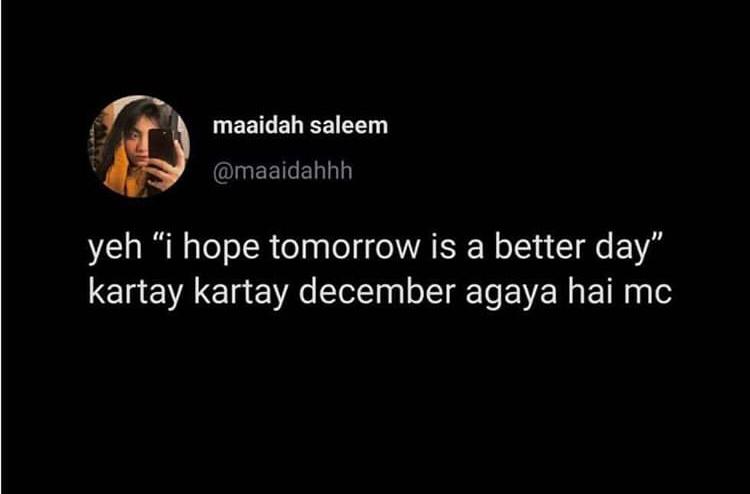 maaidah saleem
@maaidahhh
yeh “i hope tomorrow is a better day”
kartay kartay december agaya hai mc